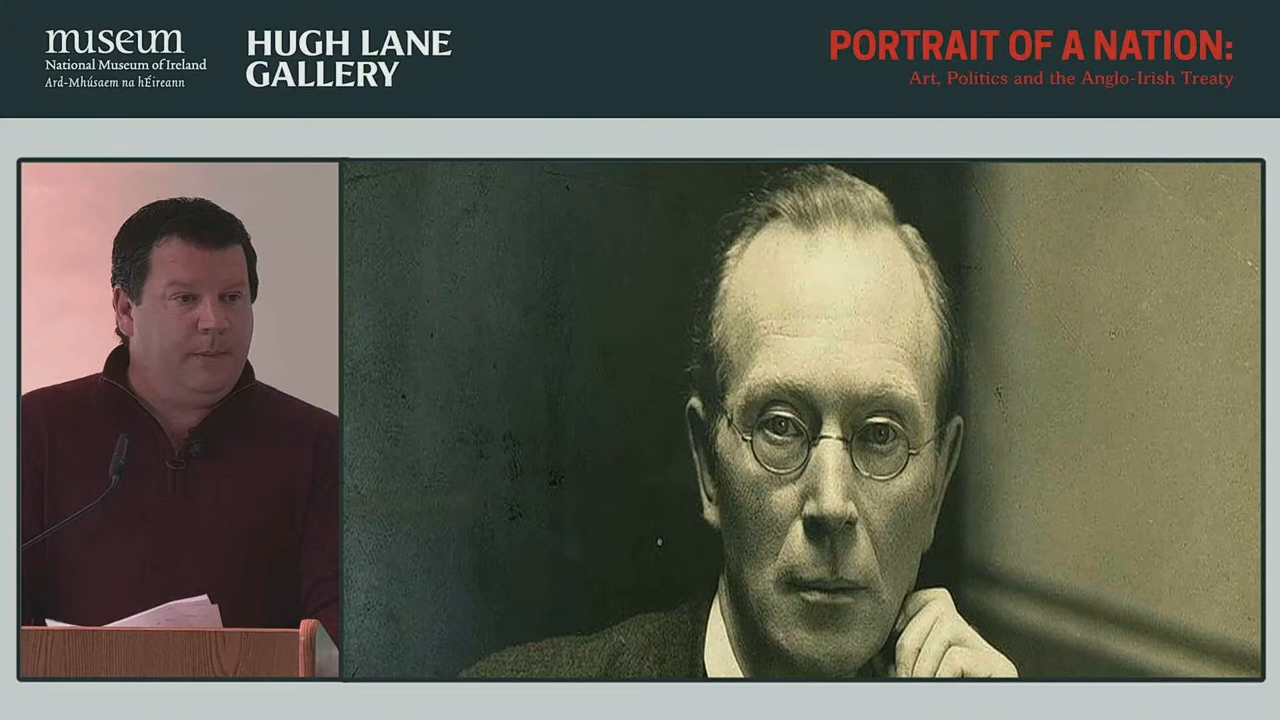 museum
National Museum of Ireland
Ard-Mhúsaem na hÉireann
HUGH LANE
GALLERY
PORTRAIT OF A NATION:
Art, Politics and the Anglo-Irish Treaty